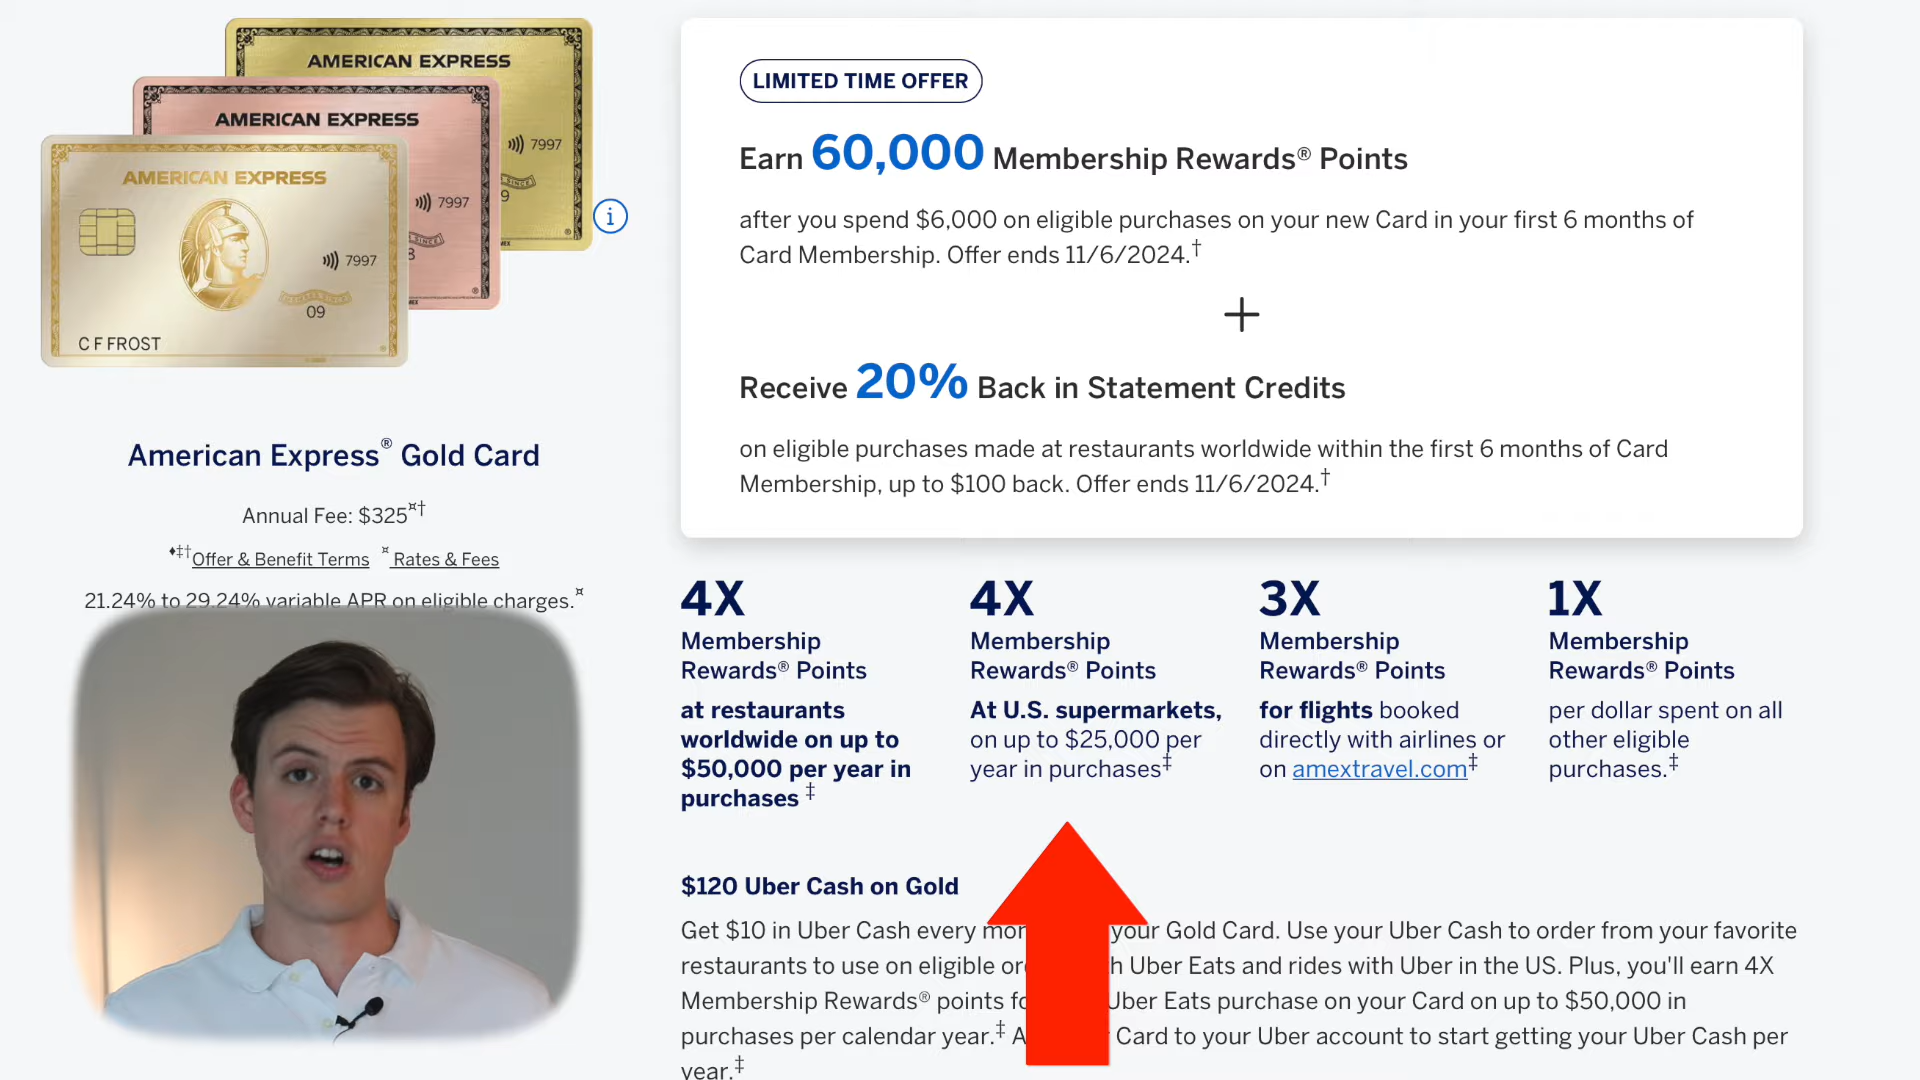 AMERICAN EXPRESS
7997
AMERICAN EXPRESS
7997
AMERICAN EXPRESS
7997
09
C F FROST
i
American Express® Gold Card
Annual Fee: $325¤†
♦‡†Offer & Benefit Terms ¤ Rates & Fees
21.24% to 29.24% variable APR on eligible charges.¤
LIMITED TIME OFFER
Earn 60,000 Membership Rewards® Points
after you spend $6,000 on eligible purchases on your new Card in your first 6 months of
Card Membership. Offer ends 11/6/2024.†
+
Receive 20% Back in Statement Credits
on eligible purchases made at restaurants worldwide within the first 6 months of Card
Membership, up to $100 back. Offer ends 11/6/2024.†
4X
Membership
Rewards® Points
at restaurants
worldwide on up to
$50,000 per year in
purchases ‡
4X
Membership
Rewards® Points
At U.S. supermarkets,
on up to $25,000 per
year in purchases‡
3X
Membership
Rewards® Points
for flights booked
directly with airlines or
on amextravel.com‡
1X
Membership
Rewards® Points
per dollar spent on all
other eligible
purchases.‡
$120 Uber Cash on Gold
Get $10 in Uber Cash every your Gold Card. Use your Uber Cash to order from your favorite
restaurants to use on eligible Uber Eats and rides with Uber in the US. Plus, you'll earn 4X
Membership Rewards® points Uber Eats purchase on your Card on up to $50,000 in
purchases per calendar year.‡ Card to your Uber account to start getting your Uber Cash per
year.‡